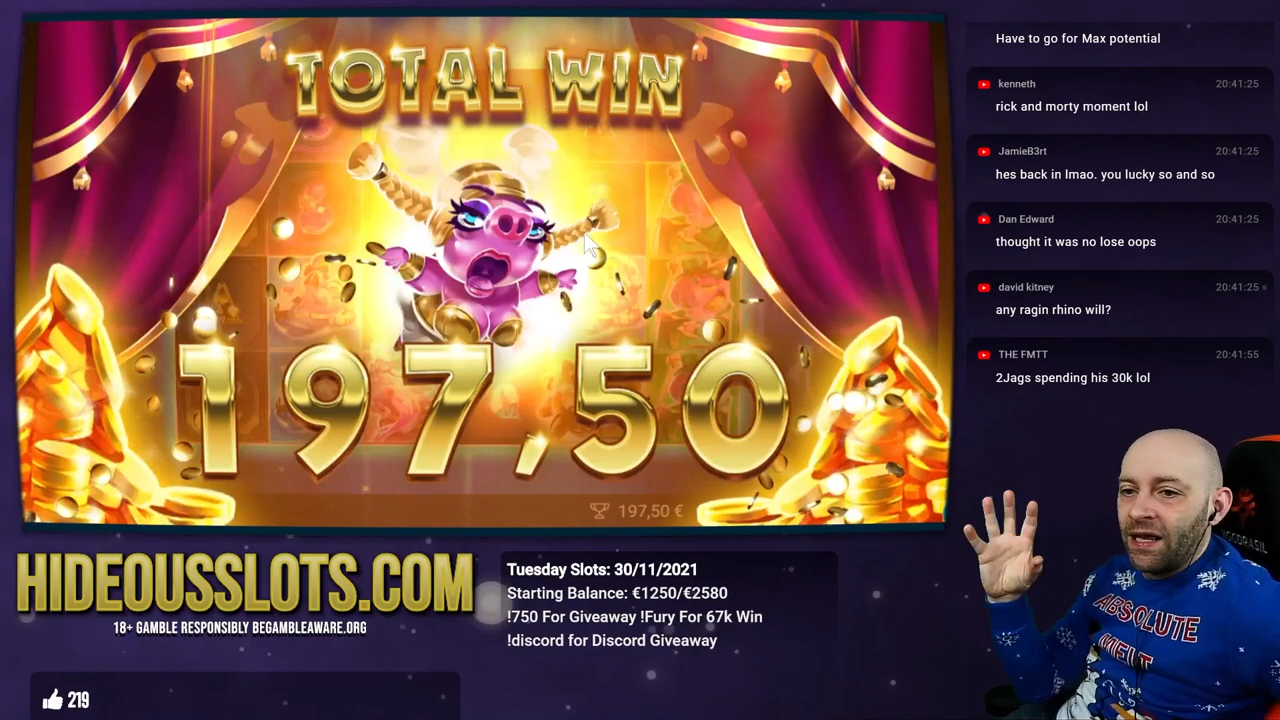 TOTAL WIN
197,50
197,50 €
HIDEOUSSLOTS.COM
18+ GAMBLE RESPONSIBLY BEGAMBLEAWARE.ORG
219
Tuesday Slots: 30/11/2021
Starting Balance: €1250/€2580
!750 For Giveaway !Fury For 67k Win
!discord for Discord Giveaway
Have to go for Max potential
kenneth 20:41:25
rick and morty moment lol
JamieB3rt 20:41:25
hes back in lmao. you lucky so and so
Dan Edward 20:41:25
thought it was no lose oops
david kitney 20:41:25
any ragin rhino will?
THE FMTT 20:41:55
2Jags spending his 30k lol
ABSOLUTE
MELT